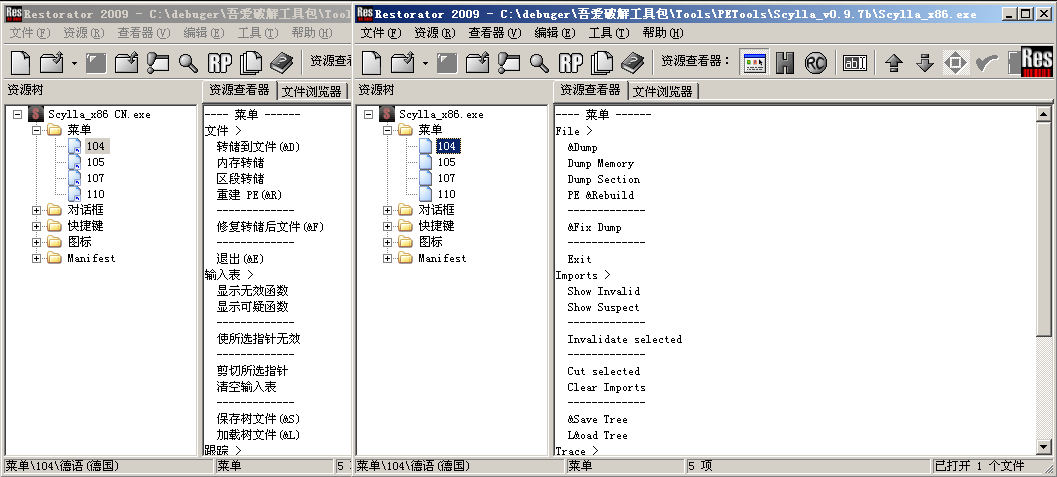 Restorator 2009 - C:\debuger\吾爱破解工具包\Tool
文件(F) 资源(R) 查看器(V) 编辑(E) 工具(T) 帮助(H)
RP
资源查看
资源树
资源查看器
文件浏览器
Scylla_x86 CN.exe
菜单
104
105
107
110
对话框
快捷键
图标
Manifest
---- 菜单 ------
文件 >
转储到文件(&D)
内存转储
区段转储
重建 PE(&R)
-------------
修复转储后文件(&F)
-------------
退出(&E)
输入表 >
显示无效函数
显示可疑函数
-------------
使所选指针无效
-------------
剪切所选指针
清空输入表
-------------
保存树文件(&S)
加载树文件(&L)
跟踪 >
菜单\104\德语(德国)
菜单
5
Restorator 2009 - C:\debuger\吾爱破解工具包\Tools\PETools\Scylla_v0.9.7b\Scylla_x86.exe
文件(F) 资源(R) 查看器(V) 编辑(E) 工具(T) 帮助(H)
RP
资源查看器：
RC
abI
Res
资源树
资源查看器
文件浏览器
Scylla_x86.exe
菜单
104
105
107
110
对话框
快捷键
图标
Manifest
---- 菜单 ------
File >
&Dump
Dump Memory
Dump Section
PE &Rebuild
-------------
&Fix Dump
-------------
Exit
Imports >
Show Invalid
Show Suspect
-------------
Invalidate selected
-------------
Cut selected
Clear Imports
-------------
&Save Tree
L&oad Tree
Trace >
菜单\104\德语(德国)
菜单
5 项
已打开 1 个文件